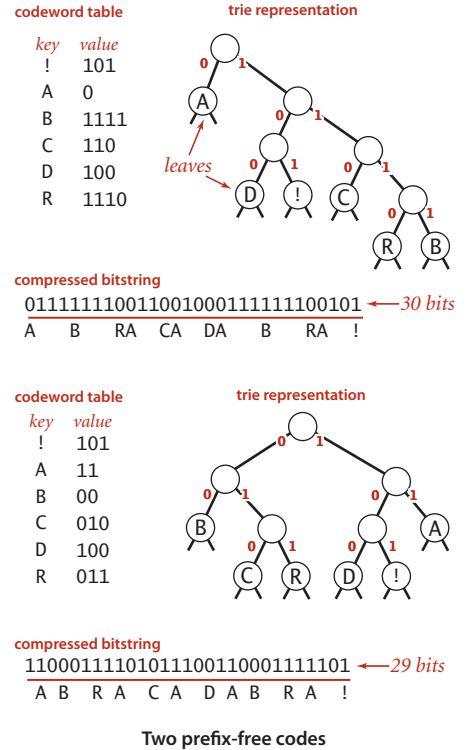 codeword table
trie representation
key value
! 101
A 0
B 1111
C 110
D 100
R 1110
0 1
A
0 1
leaves
0 1 0 1
D ! C
0 1
R B
compressed bitstring
011111110011001000111111100101 30 bits
A B RA CA DA B RA !
codeword table
trie representation
key value
! 101
A 11
B 00
C 010
D 100
R 011
0 1
0 1 0 1
B A
0 1 0 1
C R D !
compressed bitstring
11000111101011100110001111101 29 bits
A B R A C A D A B R A !
Two prefix-free codes